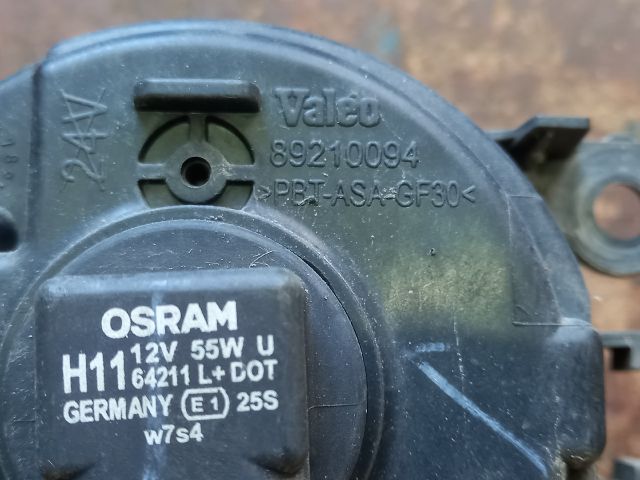 24V
Valeo
89210094
>PBT-ASA-GF30<
OSRAM
H11 12V 55W U
64211 L+ DOT
GERMANY E1 25S
w7s4